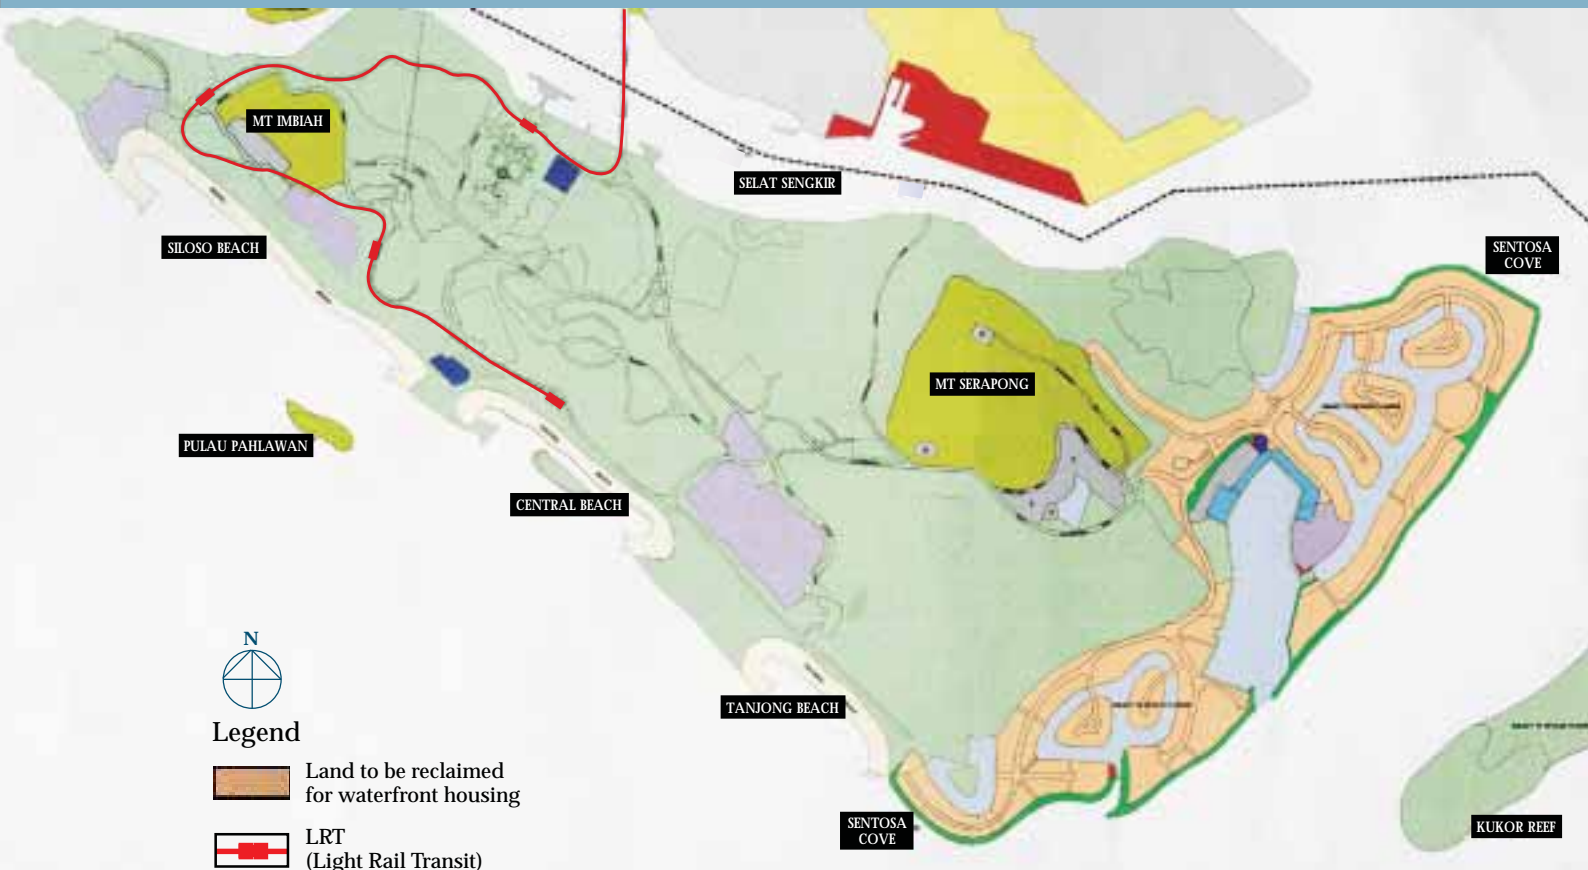 MT IMBIAH
SELAT SENGKIR
SILOSO BEACH
SENTOSA
COVE
MT SERAPONG
PULAU PAHLAWAN
CENTRAL BEACH
N
Legend
TANJONG BEACH
Land to be reclaimed
for waterfront housing
SENTOSA
COVE
KUKOR REEF
LRT
(Light Rail Transit)